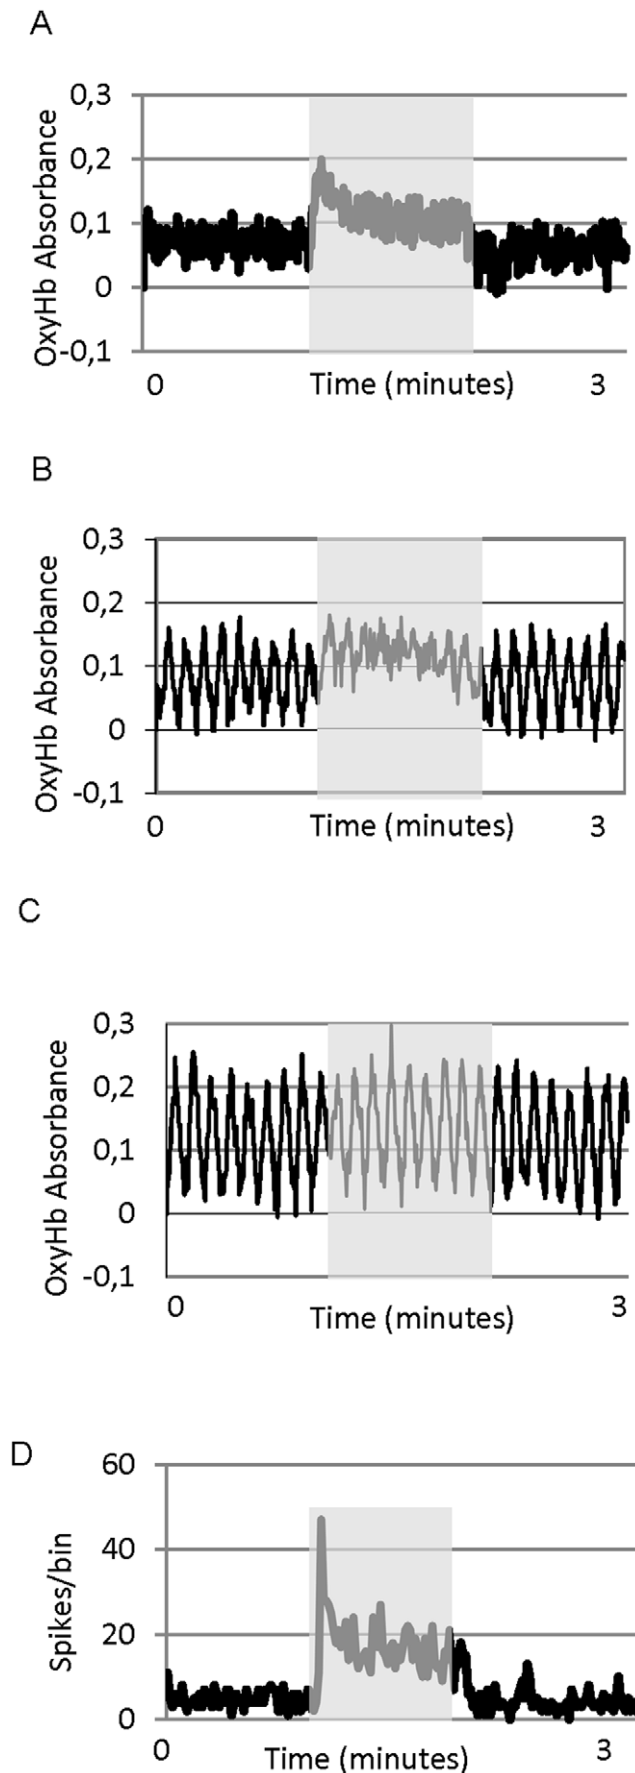 A
OxyHb Absorbance
0,3
0,2
0,1
0
-0,1
0
Time (minutes)
3
B
OxyHb Absorbance
0,3
0,2
0,1
0
-0,1
0
Time (minutes)
3
C
OxyHb Absorbance
0,3
0,2
0,1
0
-0,1
0
Time (minutes)
3
D
Spikes/bin
60
40
20
0
0
Time (minutes)
3